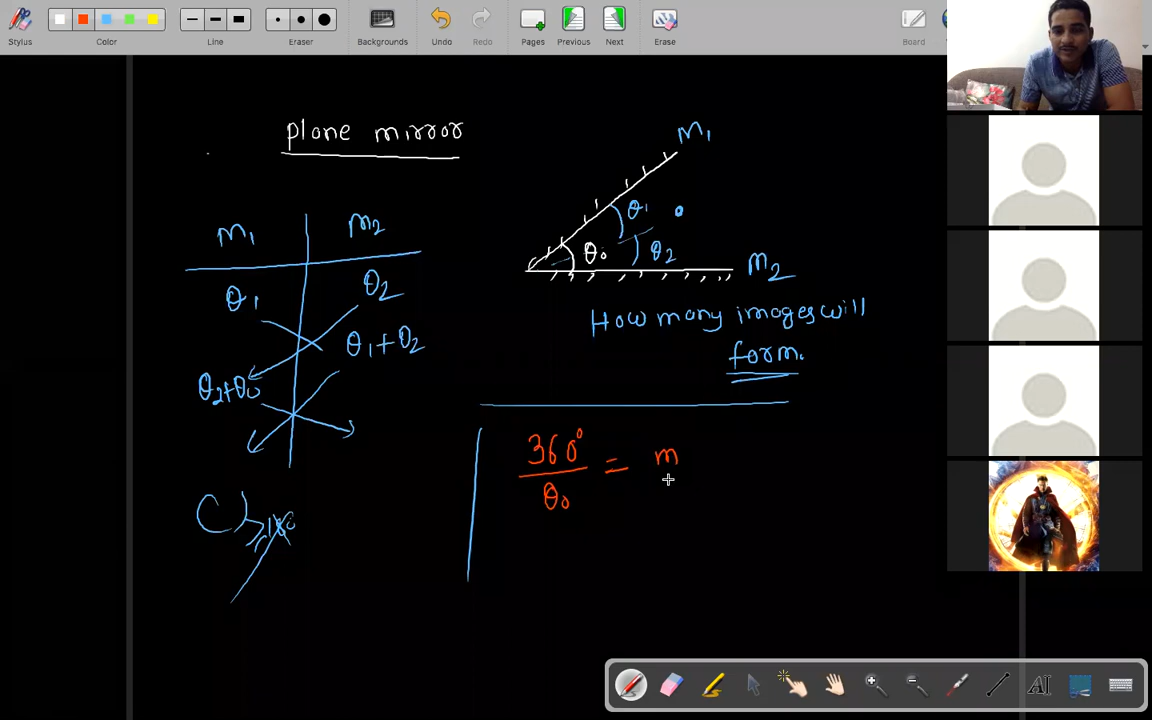 Stylus
Color
Line
Eraser
Backgrounds
Undo
Redo
Pages
Previous
Next
Erase
Board
plane mirror
M1
θ1
θ0
θ2
M2
How many images will
form.
M1
M2
θ1
θ2
θ1+θ2
θ2+θ0
360°
θ0
=
m